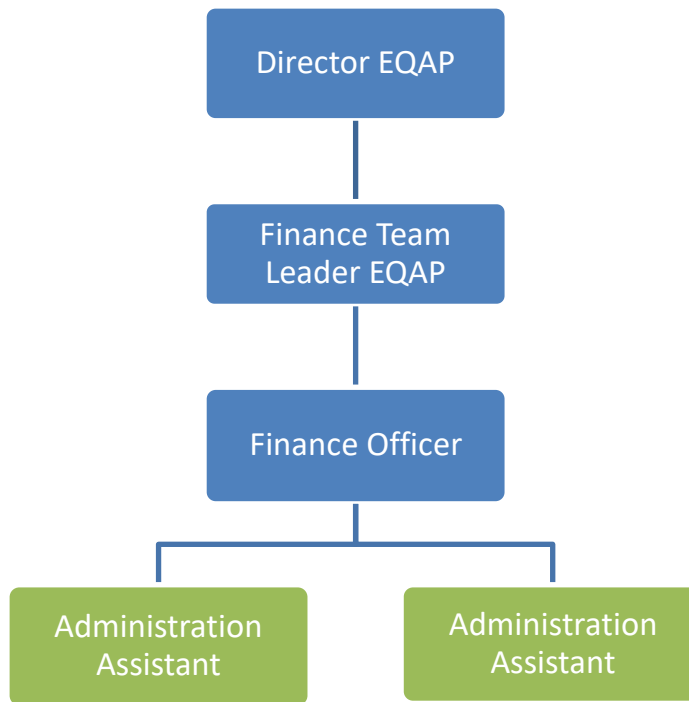 Director EQAP
Finance Team
Leader EQAP
Finance Officer
Administration
Assistant
Administration
Assistant